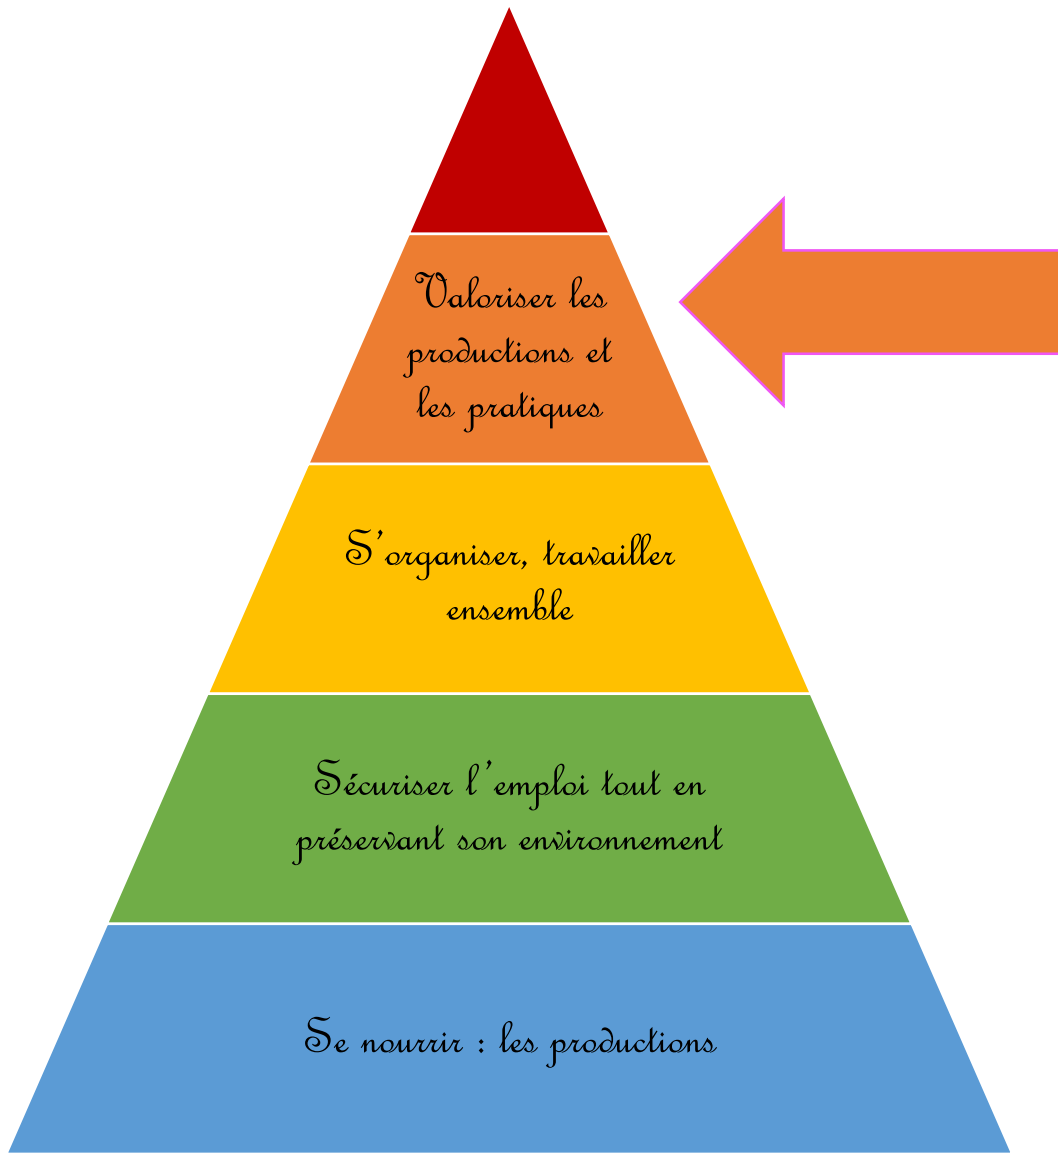 Valoriser les
productions et
les pratiques
S'organiser, travailler
ensemble
Sécuriser l'emploi tout en
préservant son environnement
Se nourrir : les productions